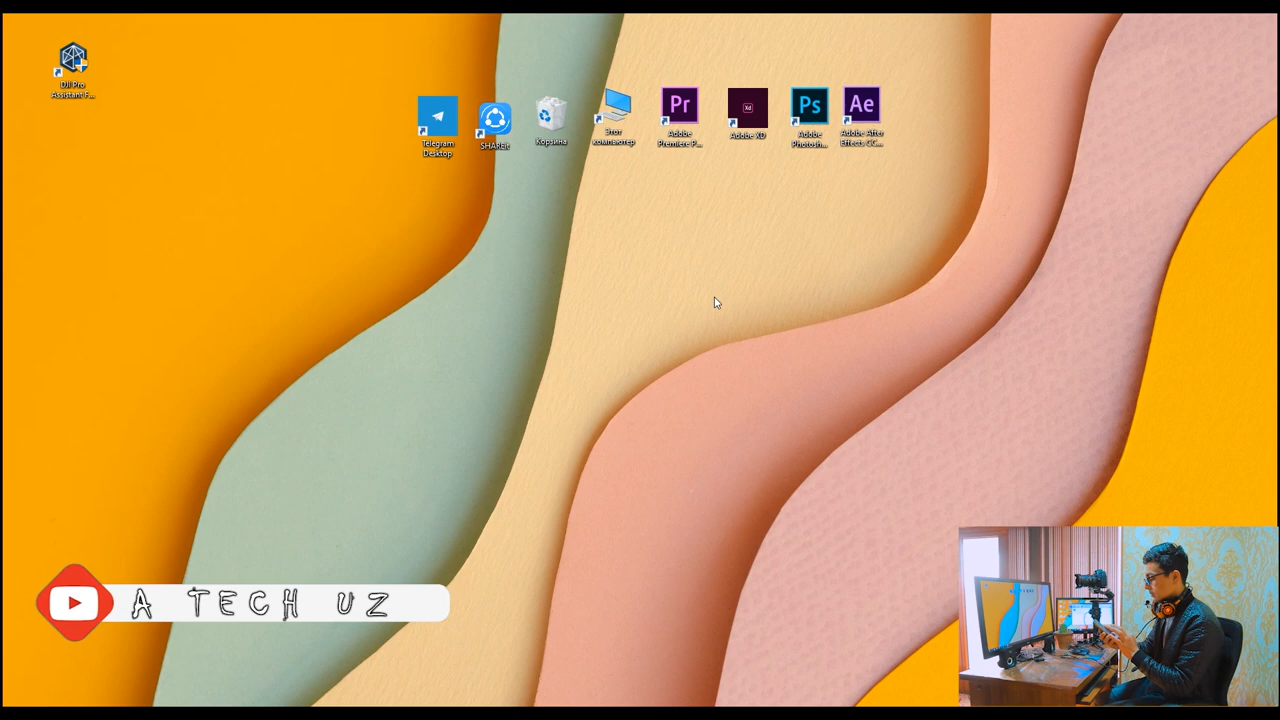 DJI Pro
Assistant F...
Telegram
Desktop
SHAREit
Корзина
Этот
компьютер
Pr
Adobe
Premiere P...
Xd
Adobe XD
Ps
Adobe
Photosh...
Ae
Adobe After
Effects CC...
A TECH UZ